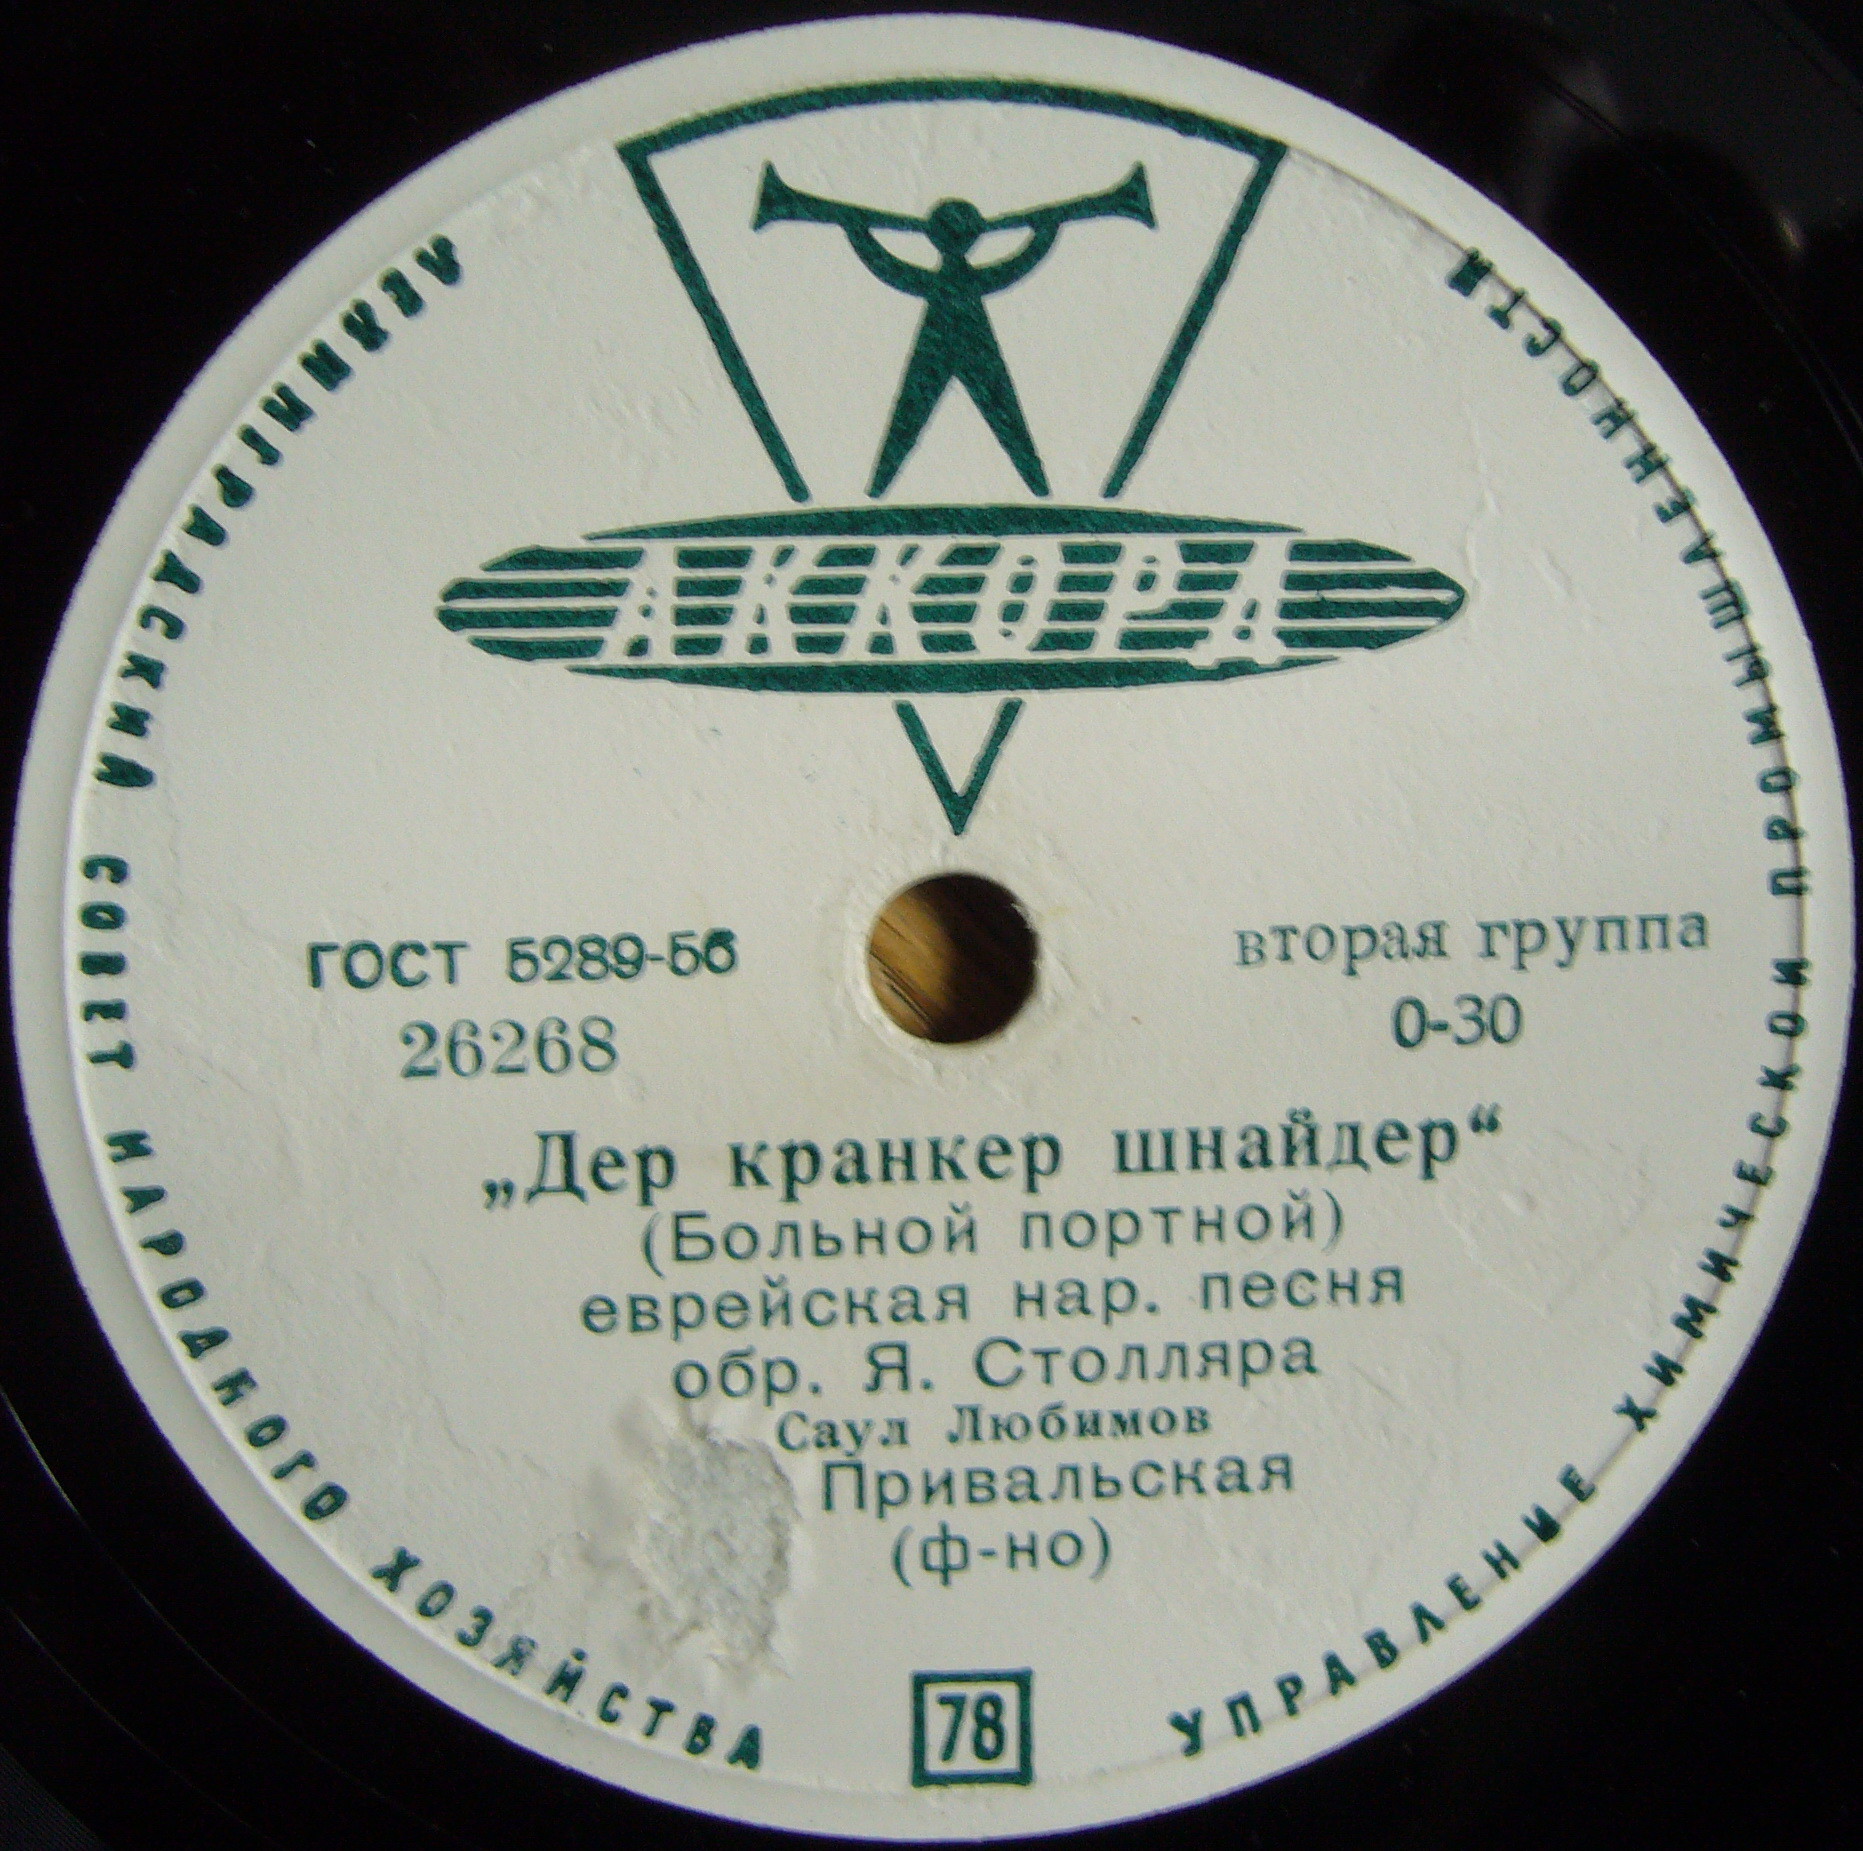 АККОРД
ЛЕНИНГРАДСКИЙ СОВЕТ НАРОДНОГО ХОЗЯЙСТВА
УПРАВЛЕНИЕ ХИМИЧЕСКОЙ ПРОМЫШЛЕННОСТИ
ГОСТ 5289-56
26268
вторая группа
0-30
„Дер кранкер шнайдер“
(Больной портной)
еврейская нар. песня
обр. Я. Столляра
Саул Любимов
Привальская
(ф-но)
78